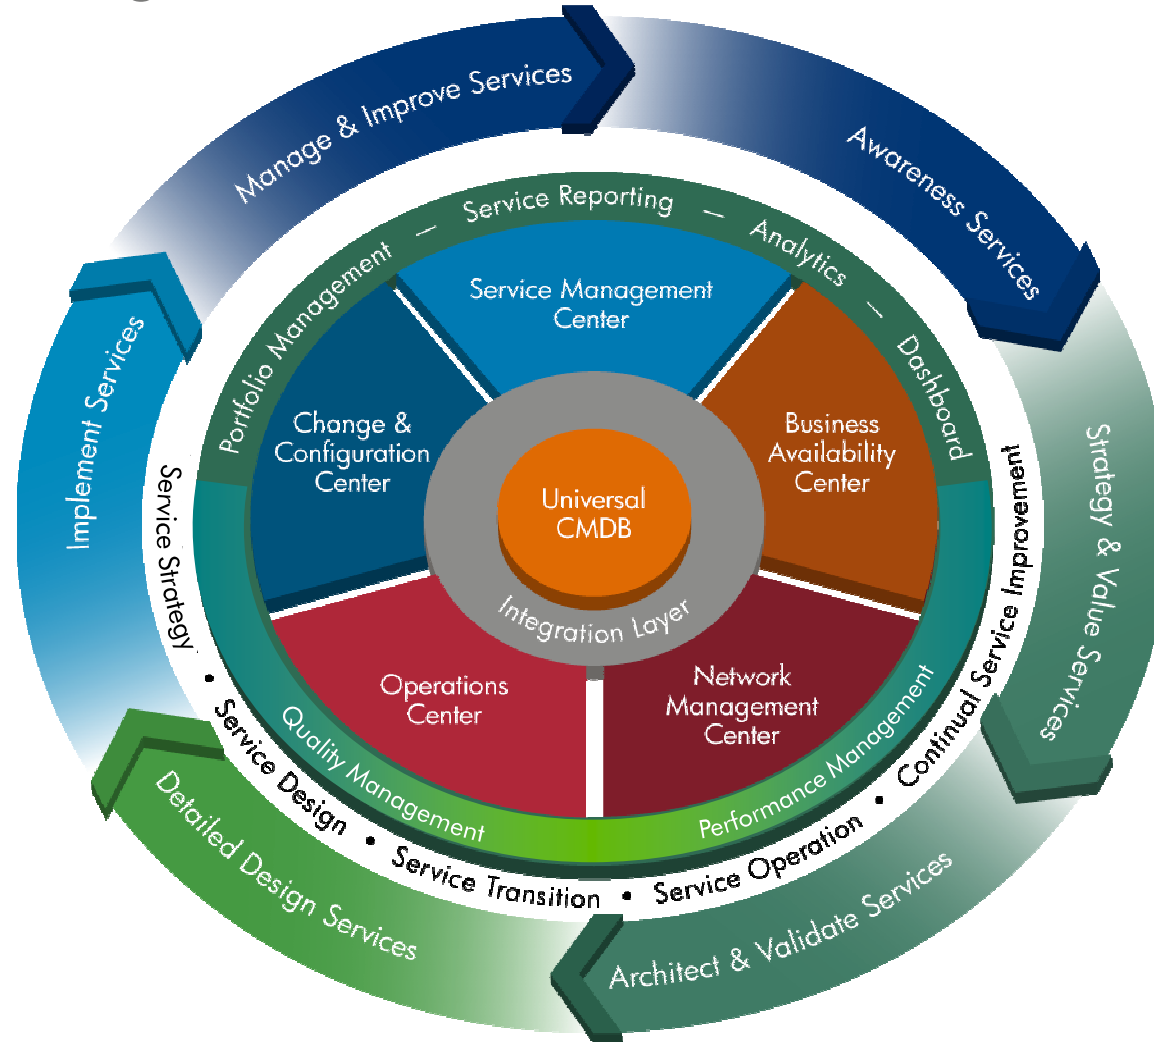 Manage & Improve Services
Awareness Services
Strategy & Value Services
Architect & Validate Services
Detailed Design Services
Implement Services
Portfolio Management — Service Reporting — Analytics — Dashboard
Service Management
Center
Change &
Configuration
Center
Business
Availability
Center
Universal
CMDB
Integration Layer
Operations
Center
Network
Management
Center
Quality Management
Performance Management
Service Strategy • Service Design • Service Transition • Service Operation • Continual Service Improvement